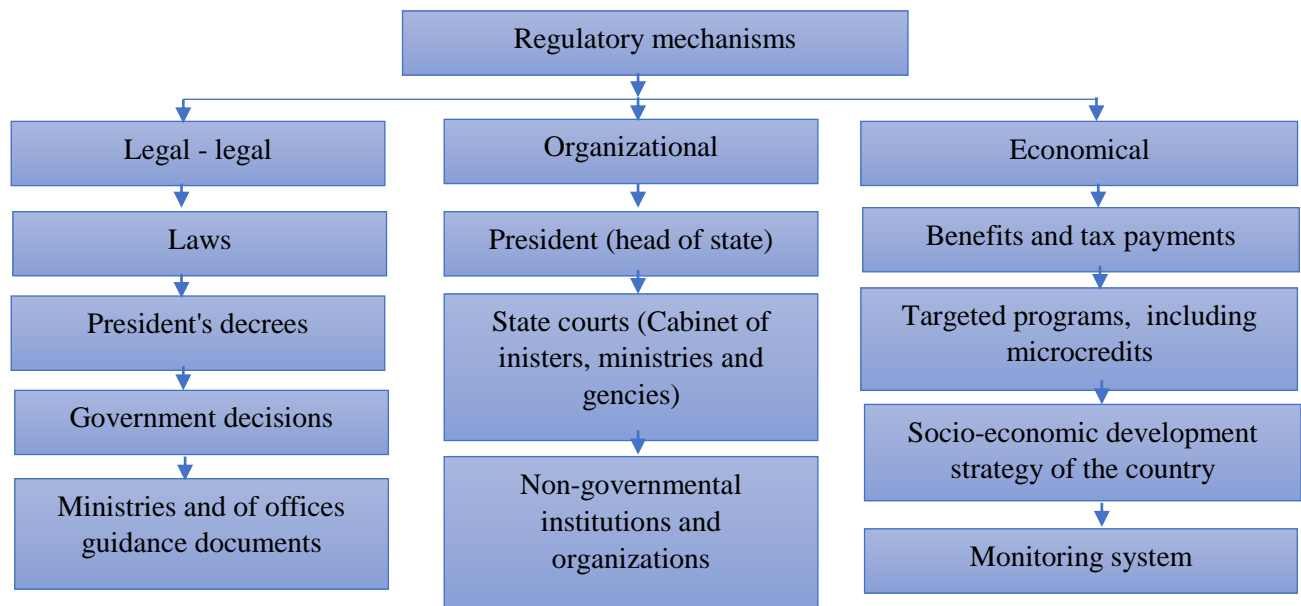 Regulatory mechanisms
Legal - legal
Laws
President's decrees
Government decisions
Ministries and of offices
guidance documents
Organizational
President (head of state)
State courts (Cabinet of
inisters, ministries and
gencies)
Non-governmental
institutions and
organizations
Economical
Benefits and tax payments
Targeted programs, including
microcredits
Socio-economic development
strategy of the country
Monitoring system